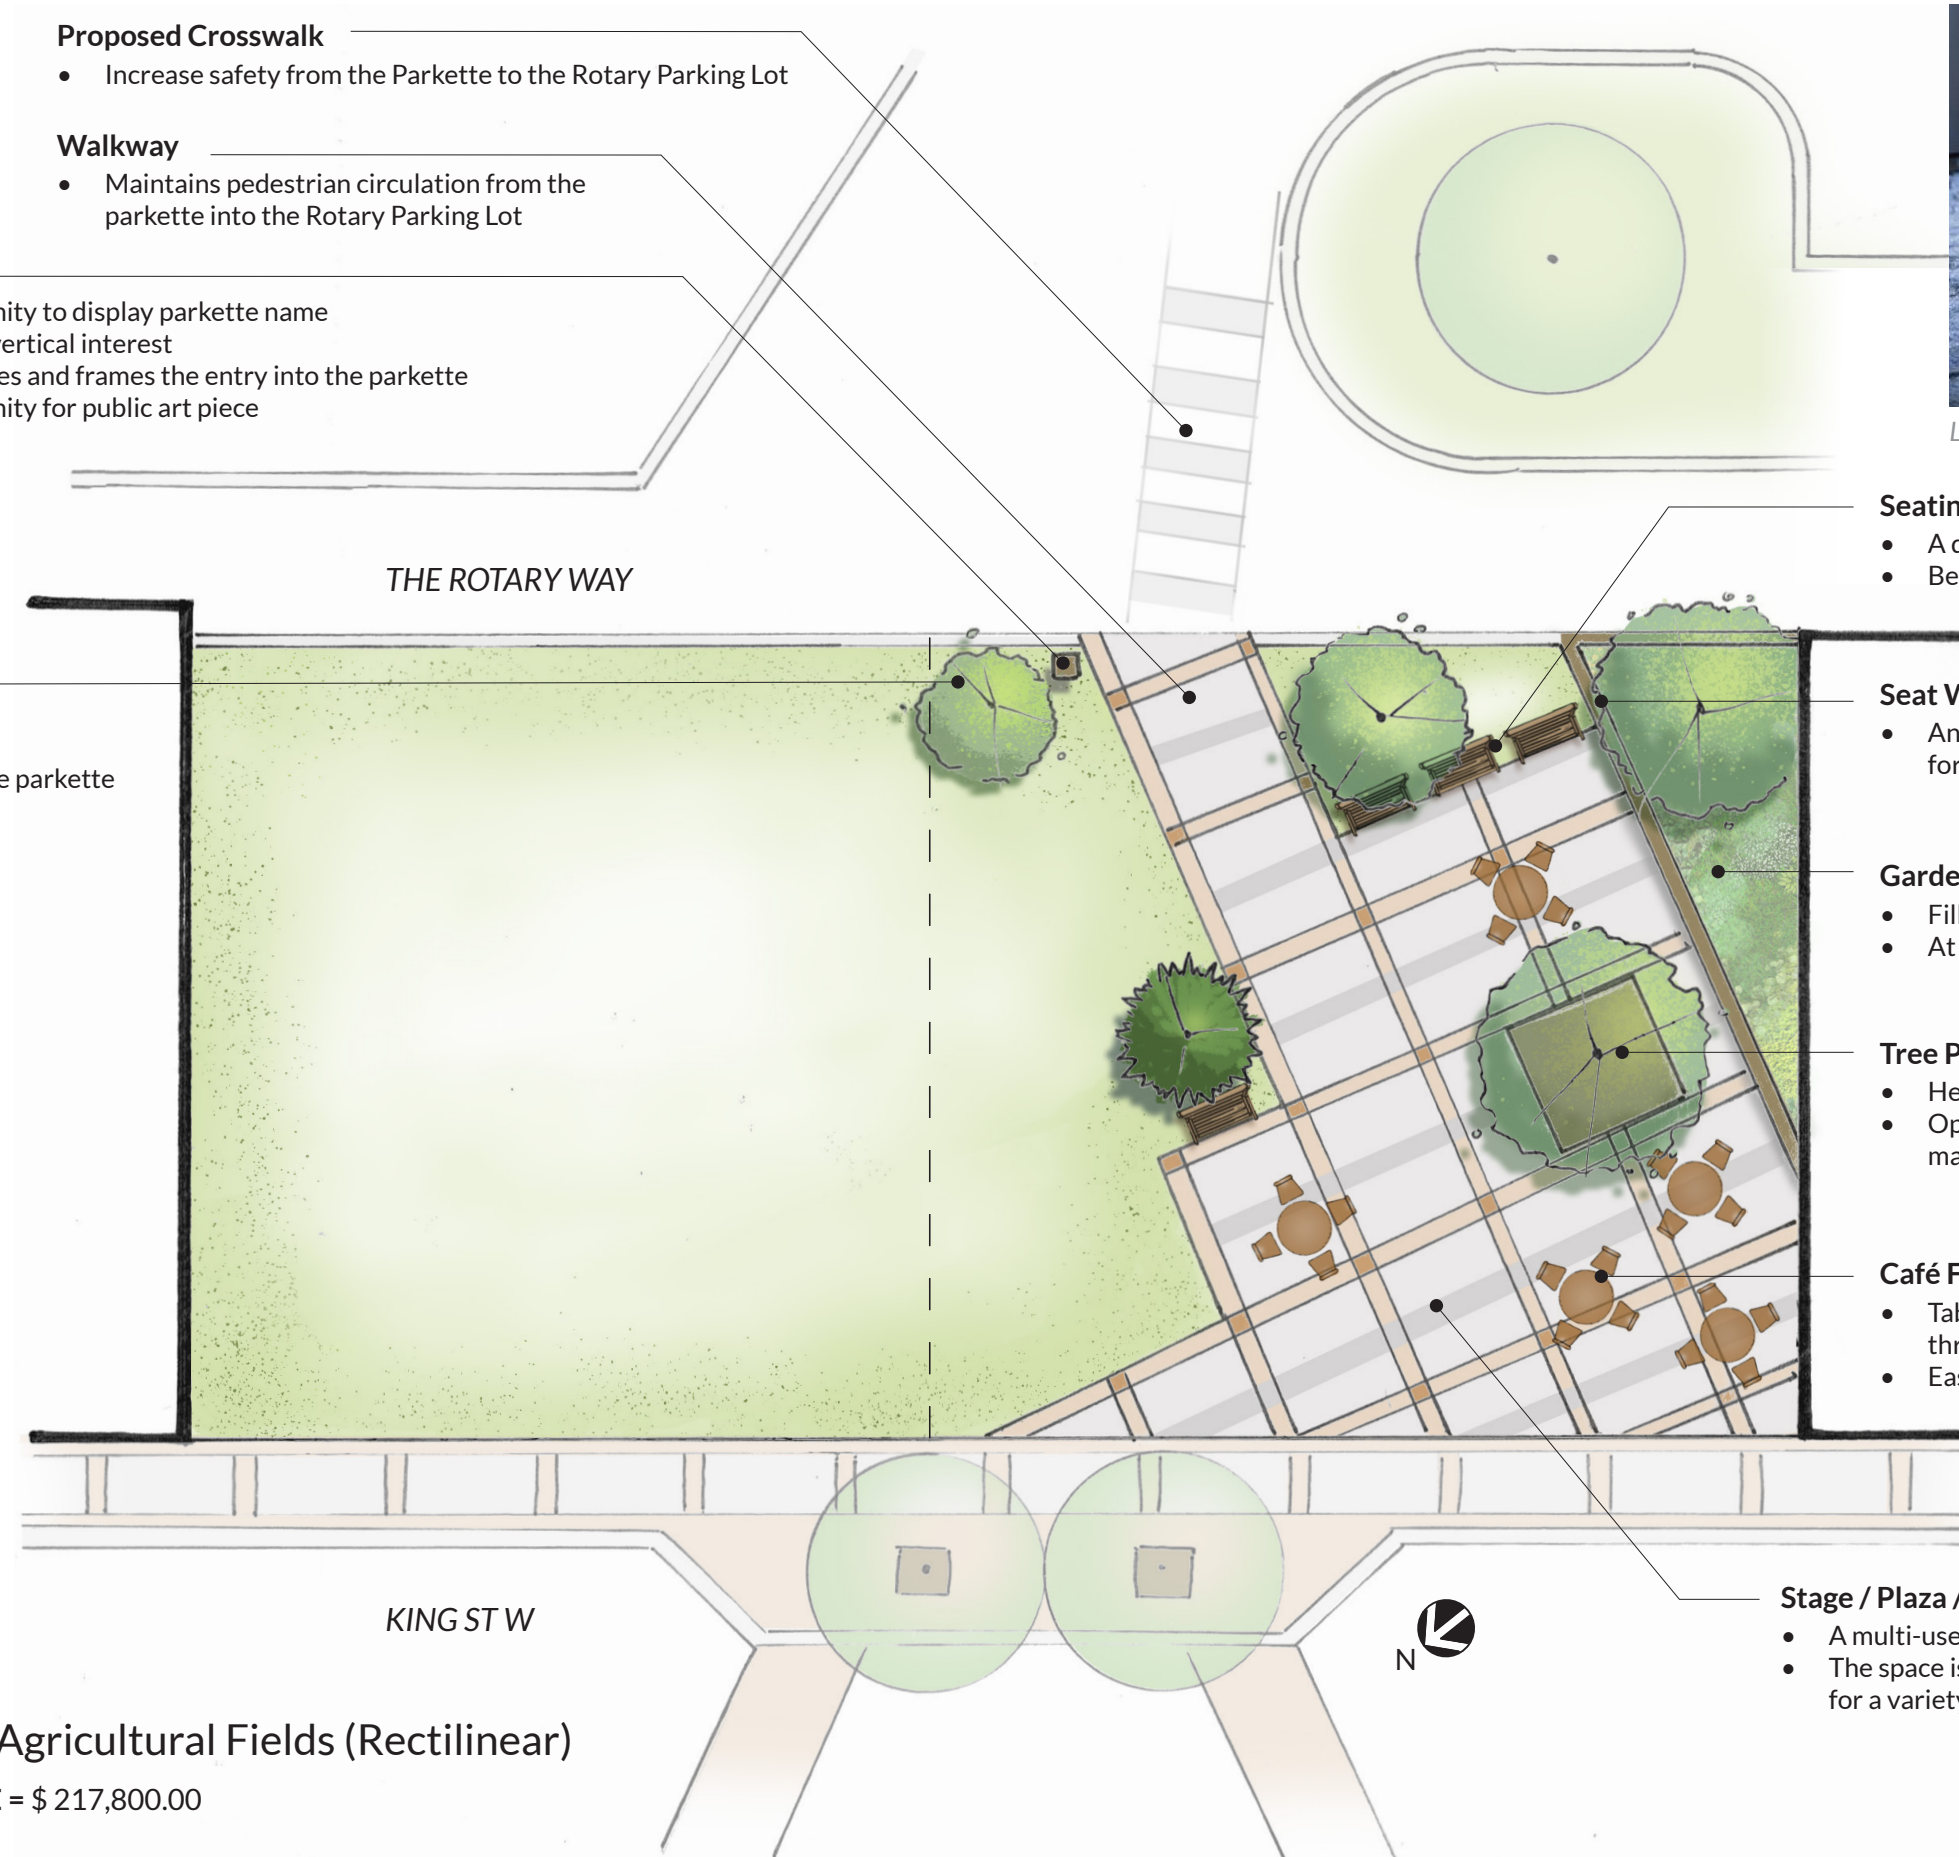 Proposed Crosswalk
• Increase safety from the Parkette to the Rotary Parking Lot
Walkway
• Maintains pedestrian circulation from the
parkette into the Rotary Parking Lot
nity to display parkette name
vertical interest
es and frames the entry into the parkette
nity for public art piece
THE ROTARY WAY
e parkette
Seatin
• A
• Be
Seat
• An
for
Garde
• Fil
• At
Tree P
• He
• Op
ma
Café F
• Tab
thr
• Eas
Stage / Plaza /
• A multi-use
• The space is
for a variety
KING ST W
N
Agricultural Fields (Rectilinear)
= $ 217,800.00